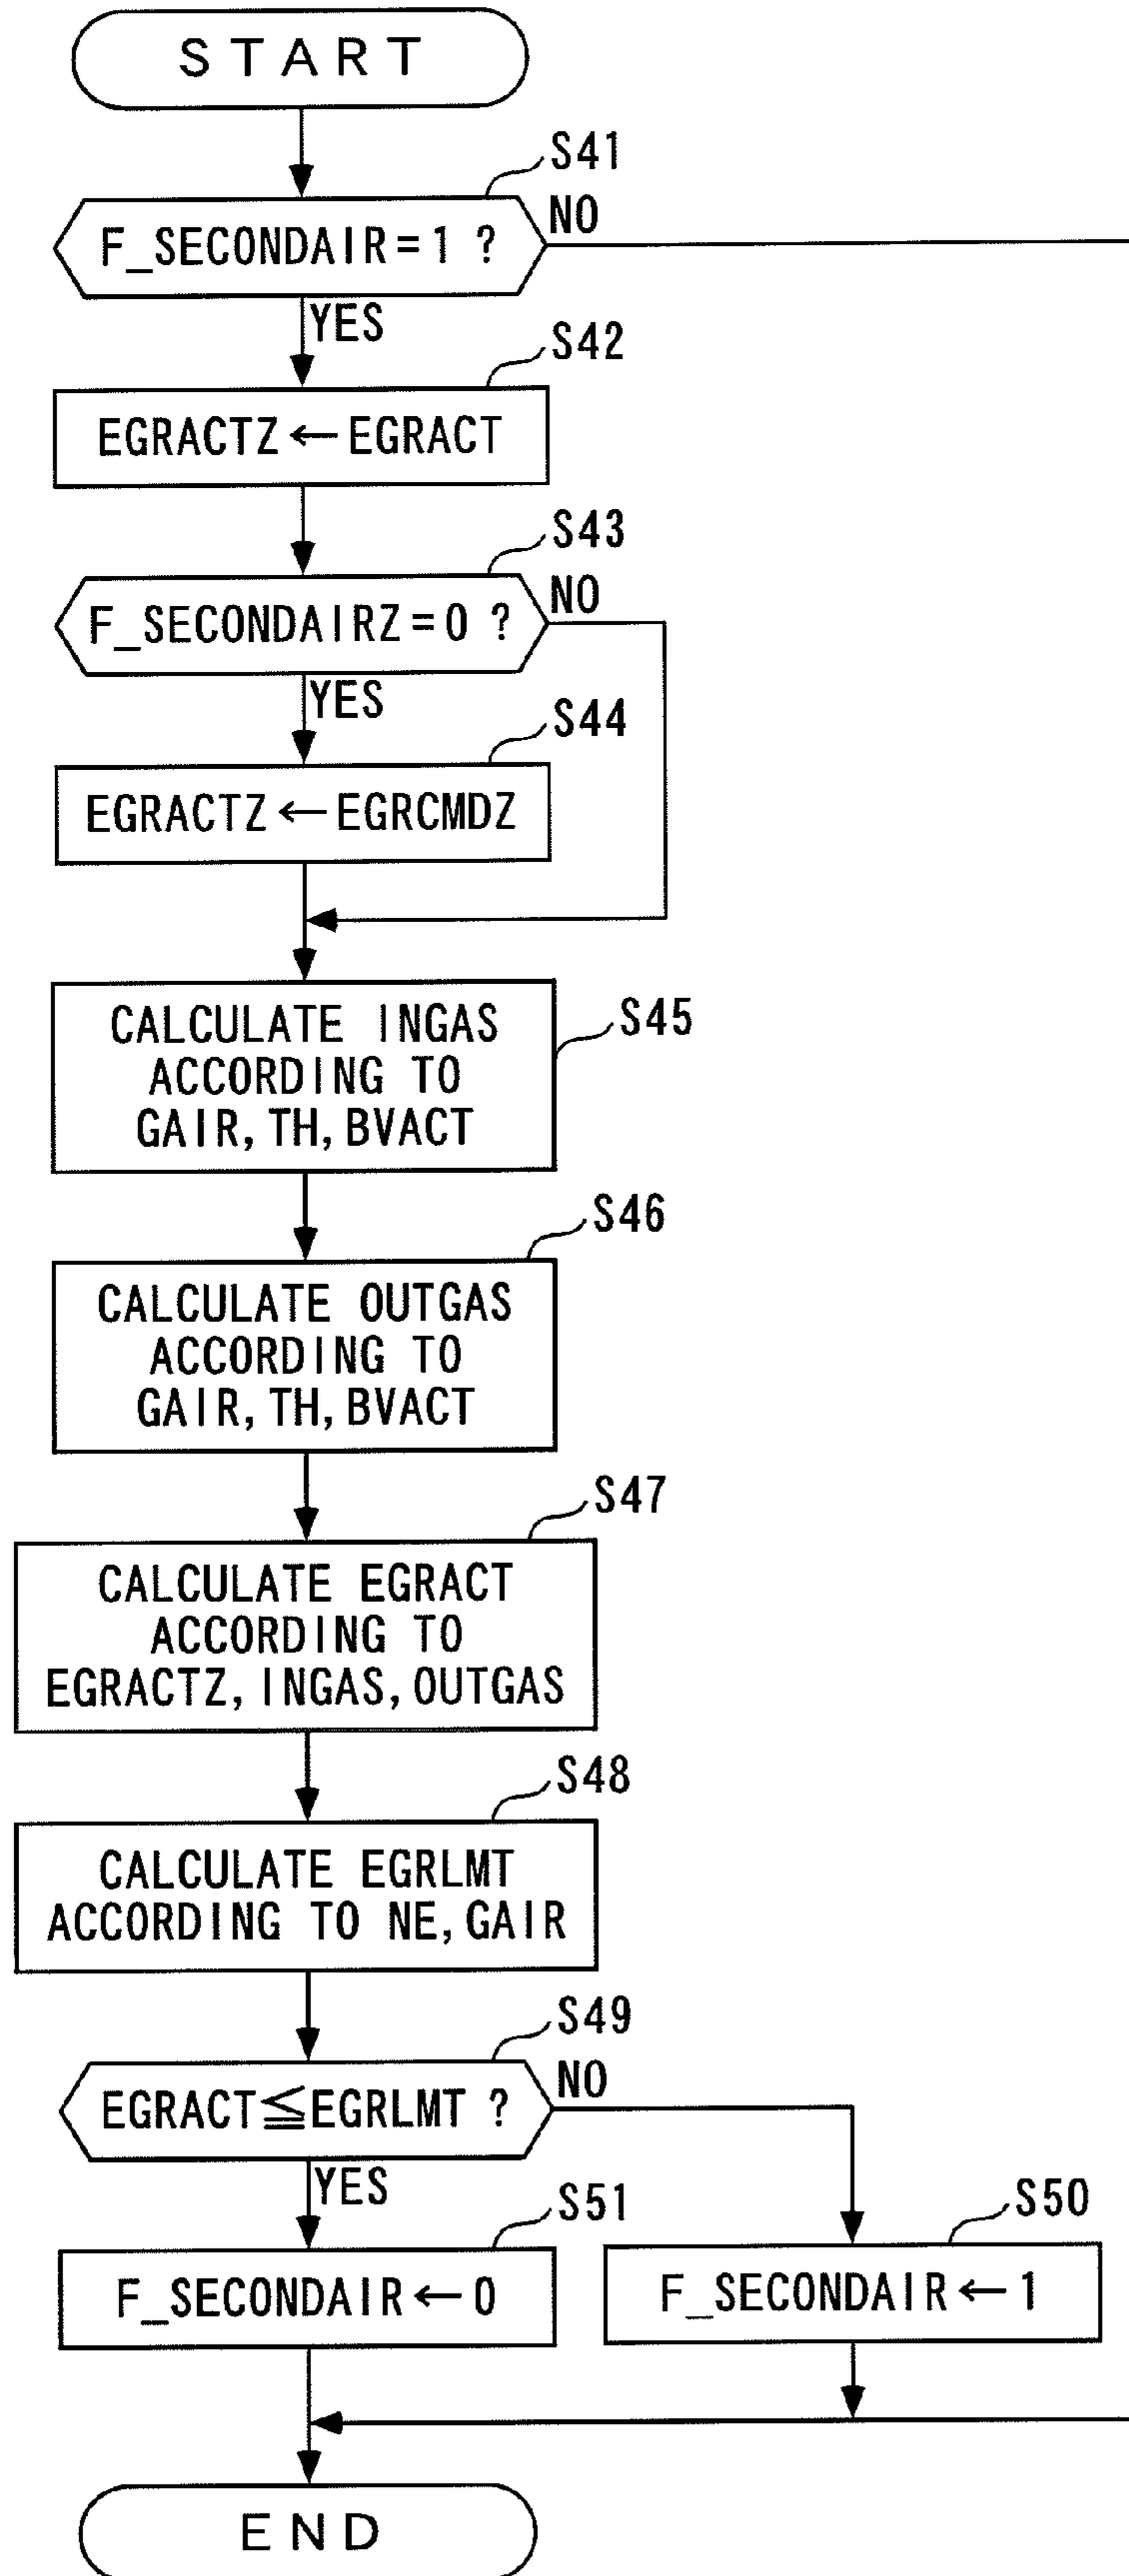 START
S41
F_SECONDAIR=1 ?
NO
YES
S42
EGRACTZ←EGRACT
S43
F_SECONDAIRZ=0 ?
NO
YES
S44
EGRACTZ←EGRCMDZ
CALCULATE INGAS
ACCORDING TO
GAIR, TH, BVACT
S45
S46
CALCULATE OUTGAS
ACCORDING TO
GAIR, TH, BVACT
S47
CALCULATE EGRACT
ACCORDING TO
EGRACTZ, INGAS, OUTGAS
S48
CALCULATE EGRLMT
ACCORDING TO NE, GAIR
S49
EGRACT≦EGRLMT ?
NO
YES
S51
F_SECONDAIR←0
S50
F_SECONDAIR←1
END